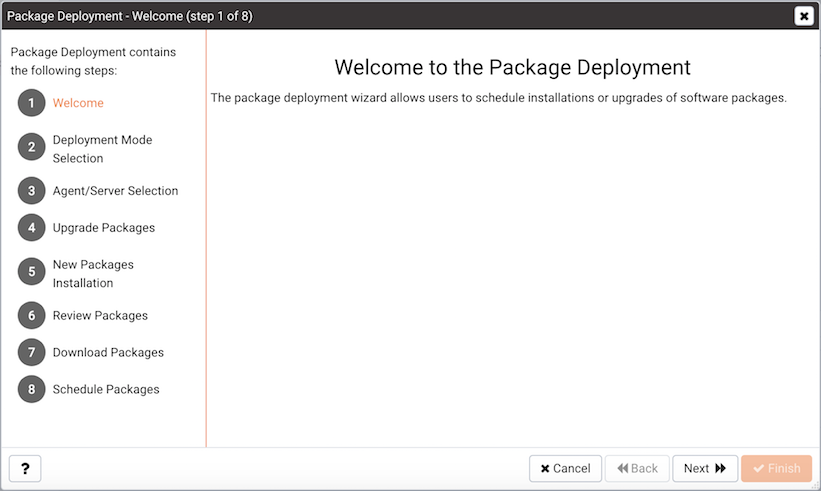 Package Deployment - Welcome (step 1 of 8)
Package Deployment contains
the following steps:
1 Welcome
2 Deployment Mode
Selection
3 Agent/Server Selection
4 Upgrade Packages
5 New Packages
Installation
6 Review Packages
7 Download Packages
8 Schedule Packages
Welcome to the Package Deployment
The package deployment wizard allows users to schedule installations or upgrades of software packages.
? Cancel Back Next Finish